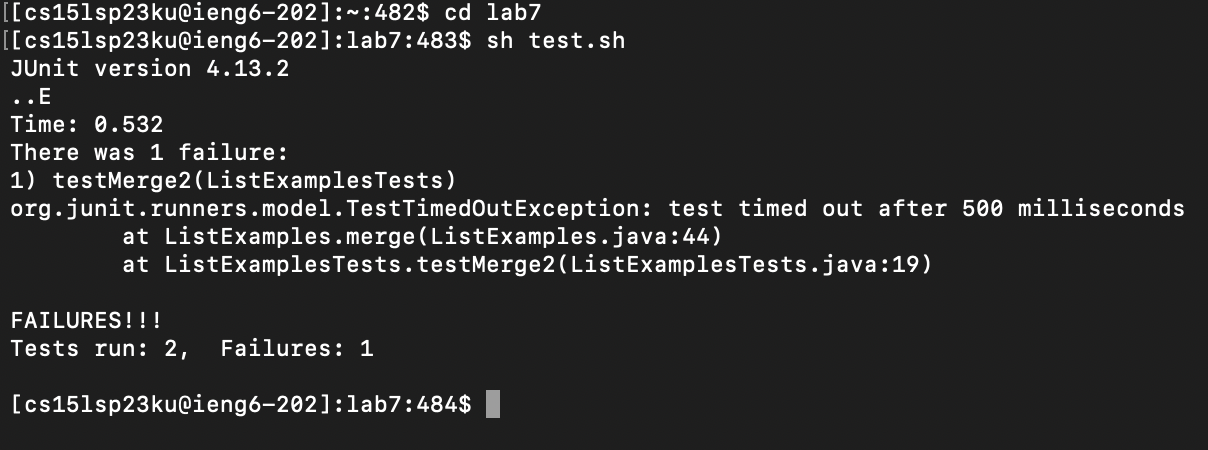 [[cs15lsp23ku@ieng6-202]:~:482$ cd lab7
[[cs15lsp23ku@ieng6-202]:lab7:483$ sh test.sh
JUnit version 4.13.2
..E
Time: 0.532
There was 1 failure:
1) testMerge2(ListExamplesTests)
org.junit.runners.model.TestTimedOutException: test timed out after 500 milliseconds
        at ListExamples.merge(ListExamples.java:44)
        at ListExamplesTests.testMerge2(ListExamplesTests.java:19)
FAILURES!!!
Tests run: 2,  Failures: 1
[cs15lsp23ku@ieng6-202]:lab7:484$